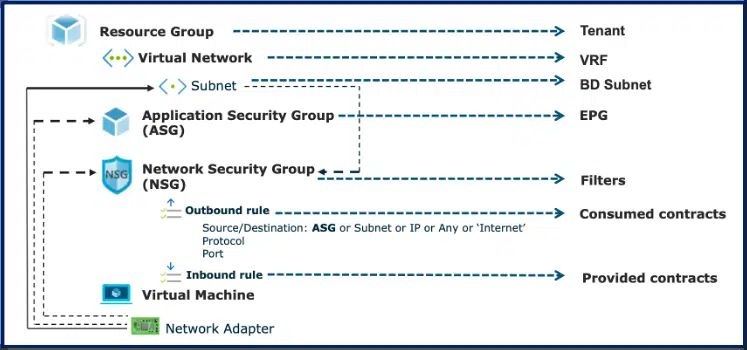 Resource Group Tenant
Virtual Network VRF
Subnet BD Subnet
Application Security Group
(ASG) EPG
NSG
Network Security Group
(NSG) Filters
Outbound rule Consumed contracts
Source/Destination: ASG or Subnet or IP or Any or ‘Internet’
Protocol
Port
Inbound rule Provided contracts
Virtual Machine
Network Adapter